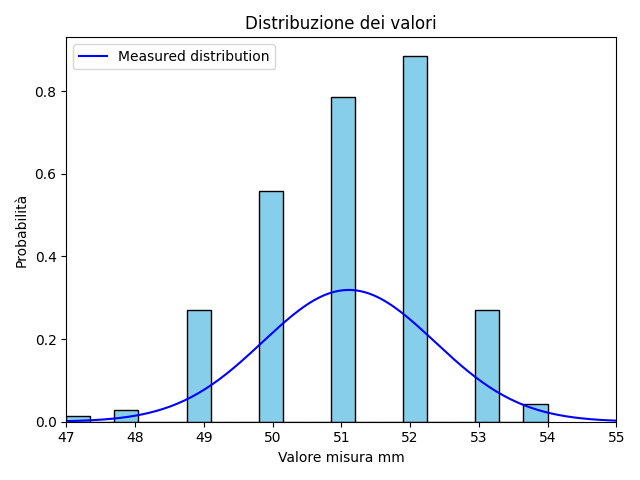 Distribuzione dei valori
Measured distribution
Probabilità
0.8
0.6
0.4
0.2
0.0
47 48 49 50 51 52 53 54 55
Valore misura mm